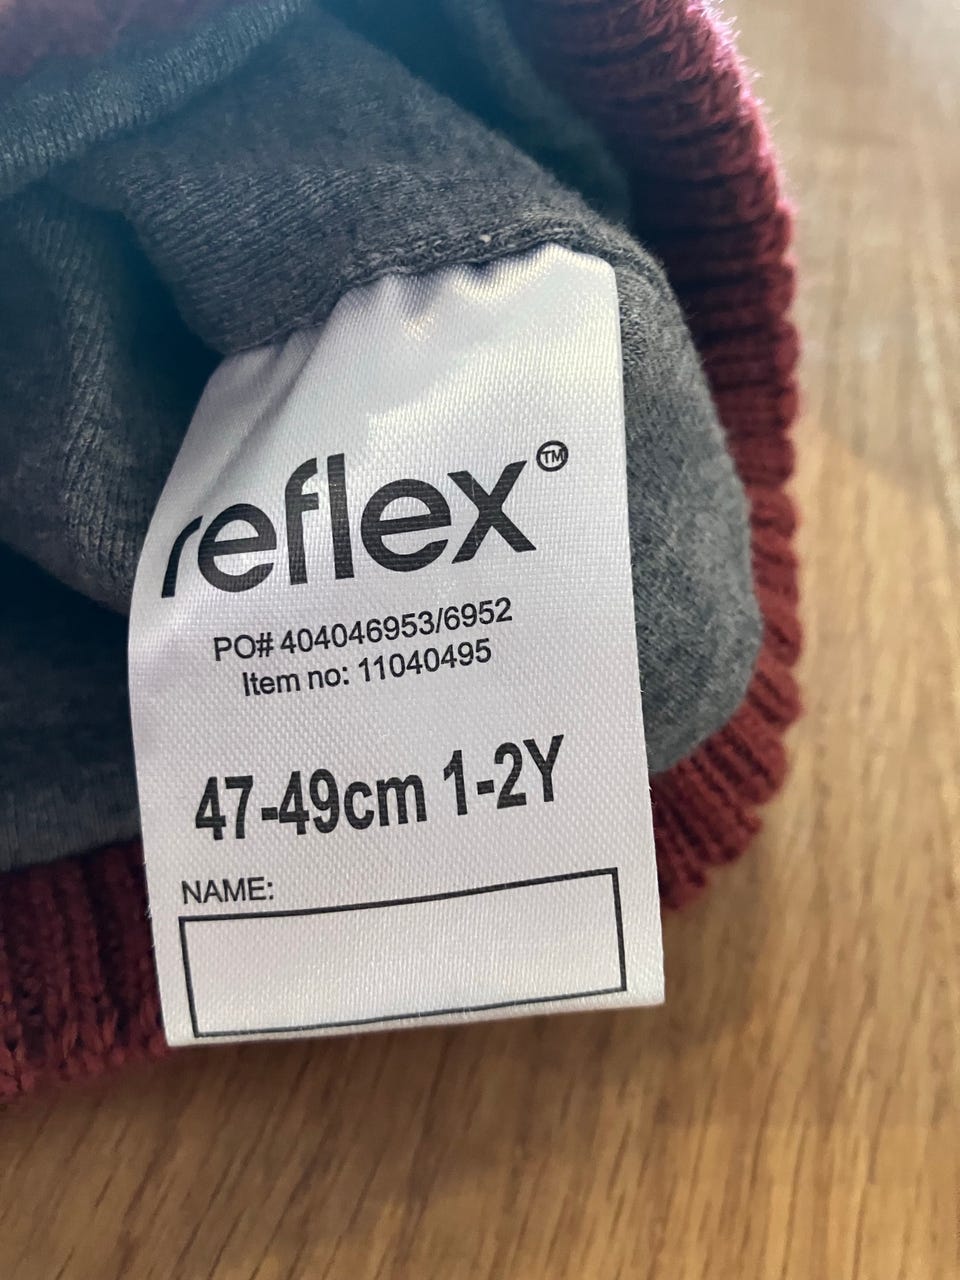 reflex™
PO# 404046953/6952
Item no: 11040495
47-49cm 1-2Y
NAME: